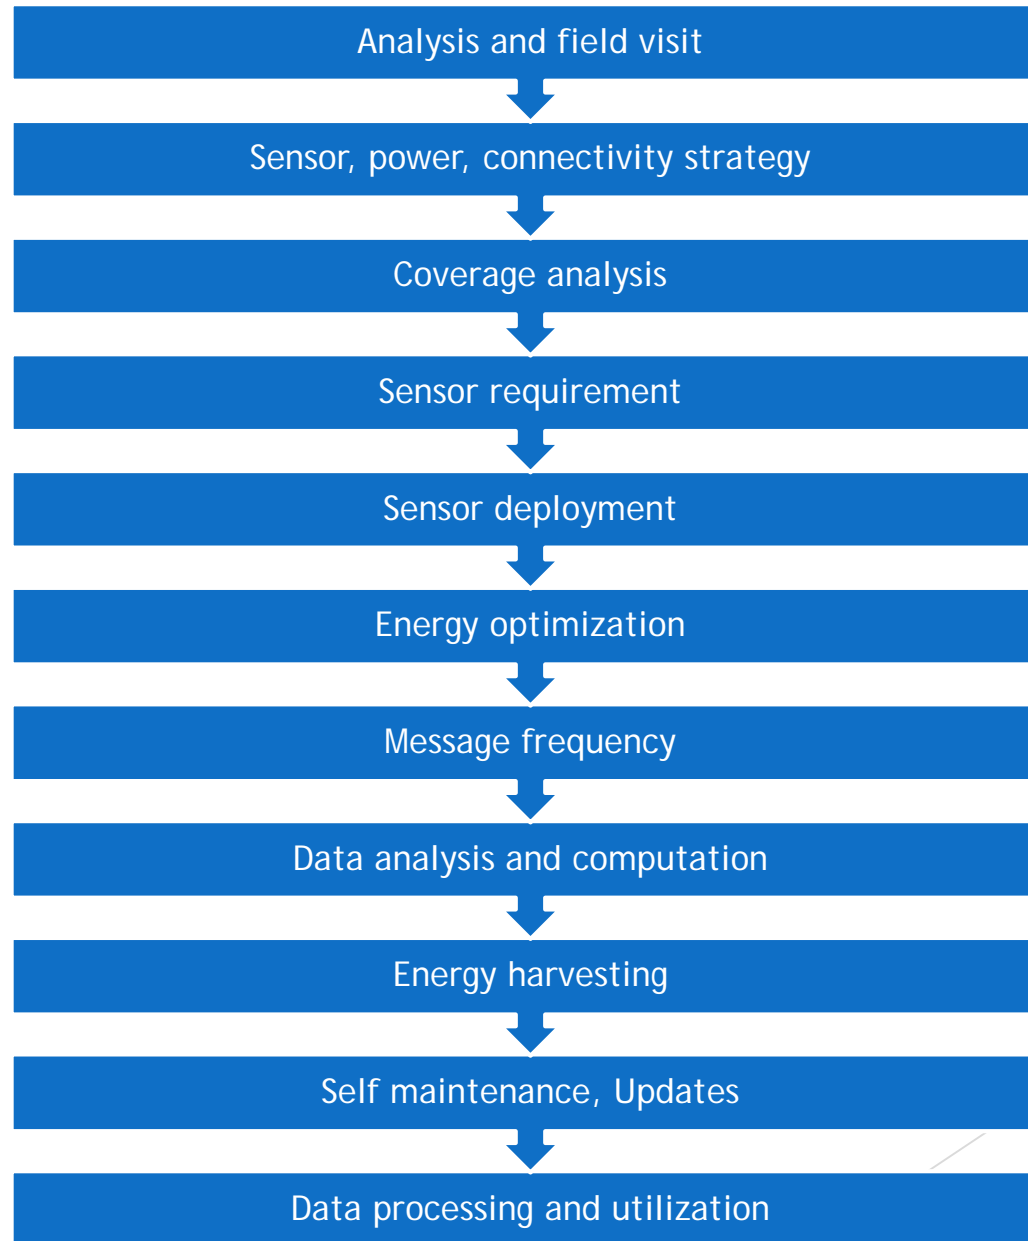 Analysis and field visit
Sensor, power, connectivity strategy
Coverage analysis
Sensor requirement
Sensor deployment
Energy optimization
Message frequency
Data analysis and computation
Energy harvesting
Self maintenance, Updates
Data processing and utilization